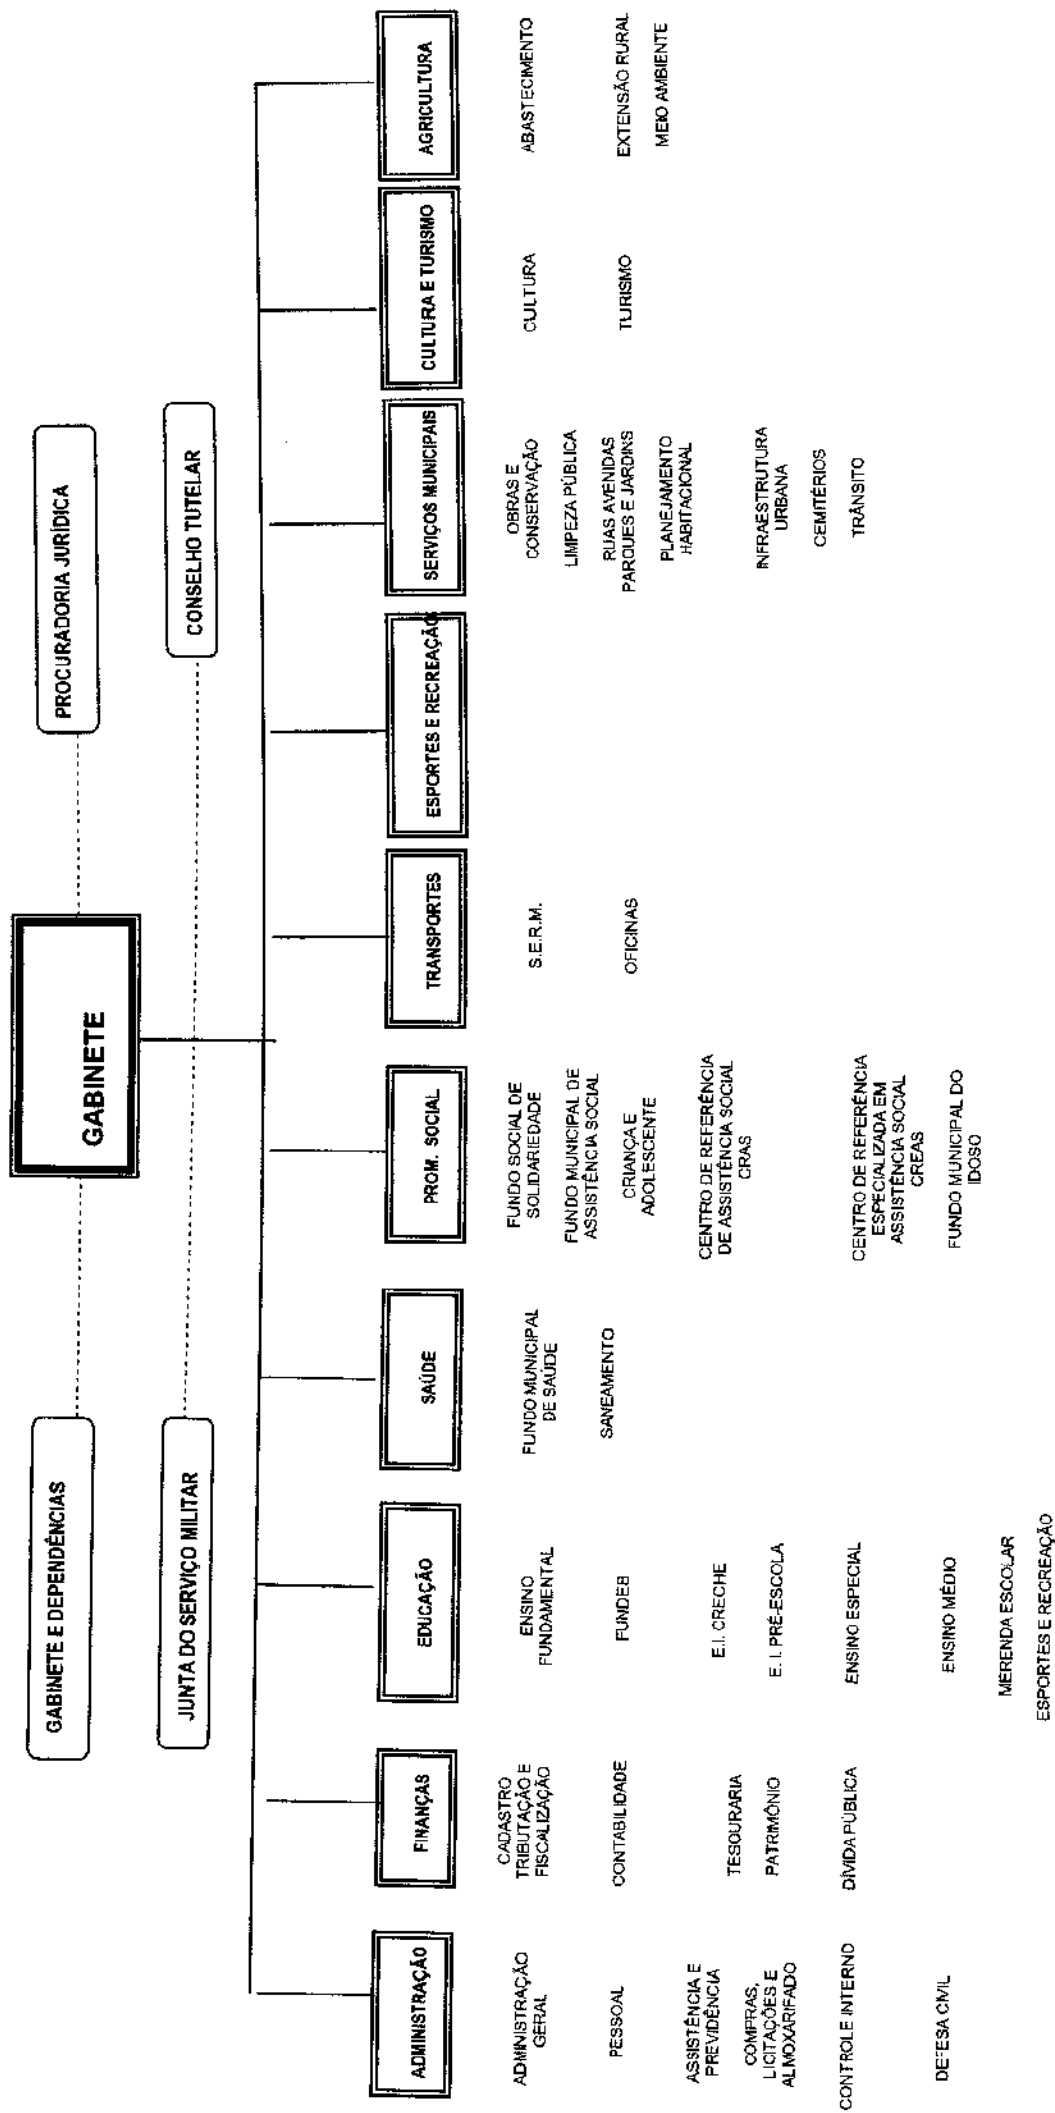 GABINETE
GABINETE E DEPENDÊNCIAS
PROCURADORIA JURÍDICA
JUNTA DO SERVIÇO MILITAR
CONSELHO TUTELAR
ADMINISTRAÇÃO
ADMINISTRAÇÃO
GERAL
PESSOAL
ASSISTÊNCIA E
PREVIDÊNCIA
COMPRAS,
LICITAÇÕES E
ALMOXARIFADO
CONTROLE INTERNO
DEFESA CIVIL
FINANÇAS
CADASTRO
TRIBUTAÇÃO E
FISCALIZAÇÃO
CONTABILIDADE
TESOURARIA
PATRIMÔNIO
DÍVIDA PÚBLICA
EDUCAÇÃO
ENSINO
FUNDAMENTAL
FUNDEB
E.I. CRECHE
E. I. PRÉ-ESCOLA
ENSINO ESPECIAL
ENSINO MÉDIO
MERENDA ESCOLAR
ESPORTES E RECREAÇÃO
SAÚDE
FUNDO MUNICIPAL
DE SAÚDE
SANEAMENTO
PROM. SOCIAL
FUNDO SOCIAL DE
SOLIDARIEDADE
FUNDO MUNICIPAL DE
ASSISTÊNCIA SOCIAL
CRIANÇA E
ADOLESCENTE
CENTRO DE REFERÊNCIA
DE ASSISTÊNCIA SOCIAL
CRAS
CENTRO DE REFERÊNCIA
ESPECIALIZADA EM
ASSISTÊNCIA SOCIAL
CREAS
FUNDO MUNICIPAL DO
IDOSO
TRANSPORTES
S.E.R.M.
OFICINAS
ESPORTES E RECREAÇÃO
SERVIÇOS MUNICIPAIS
OBRAS E
CONSERVAÇÃO
LIMPEZA PÚBLICA
RUAS AVENIDAS
PARQUES E JARDINS
PLANEJAMENTO
HABITACIONAL
INFRAESTRUTURA
URBANA
CEMITÉRIOS
TRÂNSITO
CULTURA E TURISMO
CULTURA
TURISMO
AGRICULTURA
ABASTECIMENTO
EXTENSÃO RURAL
MEIO AMBIENTE